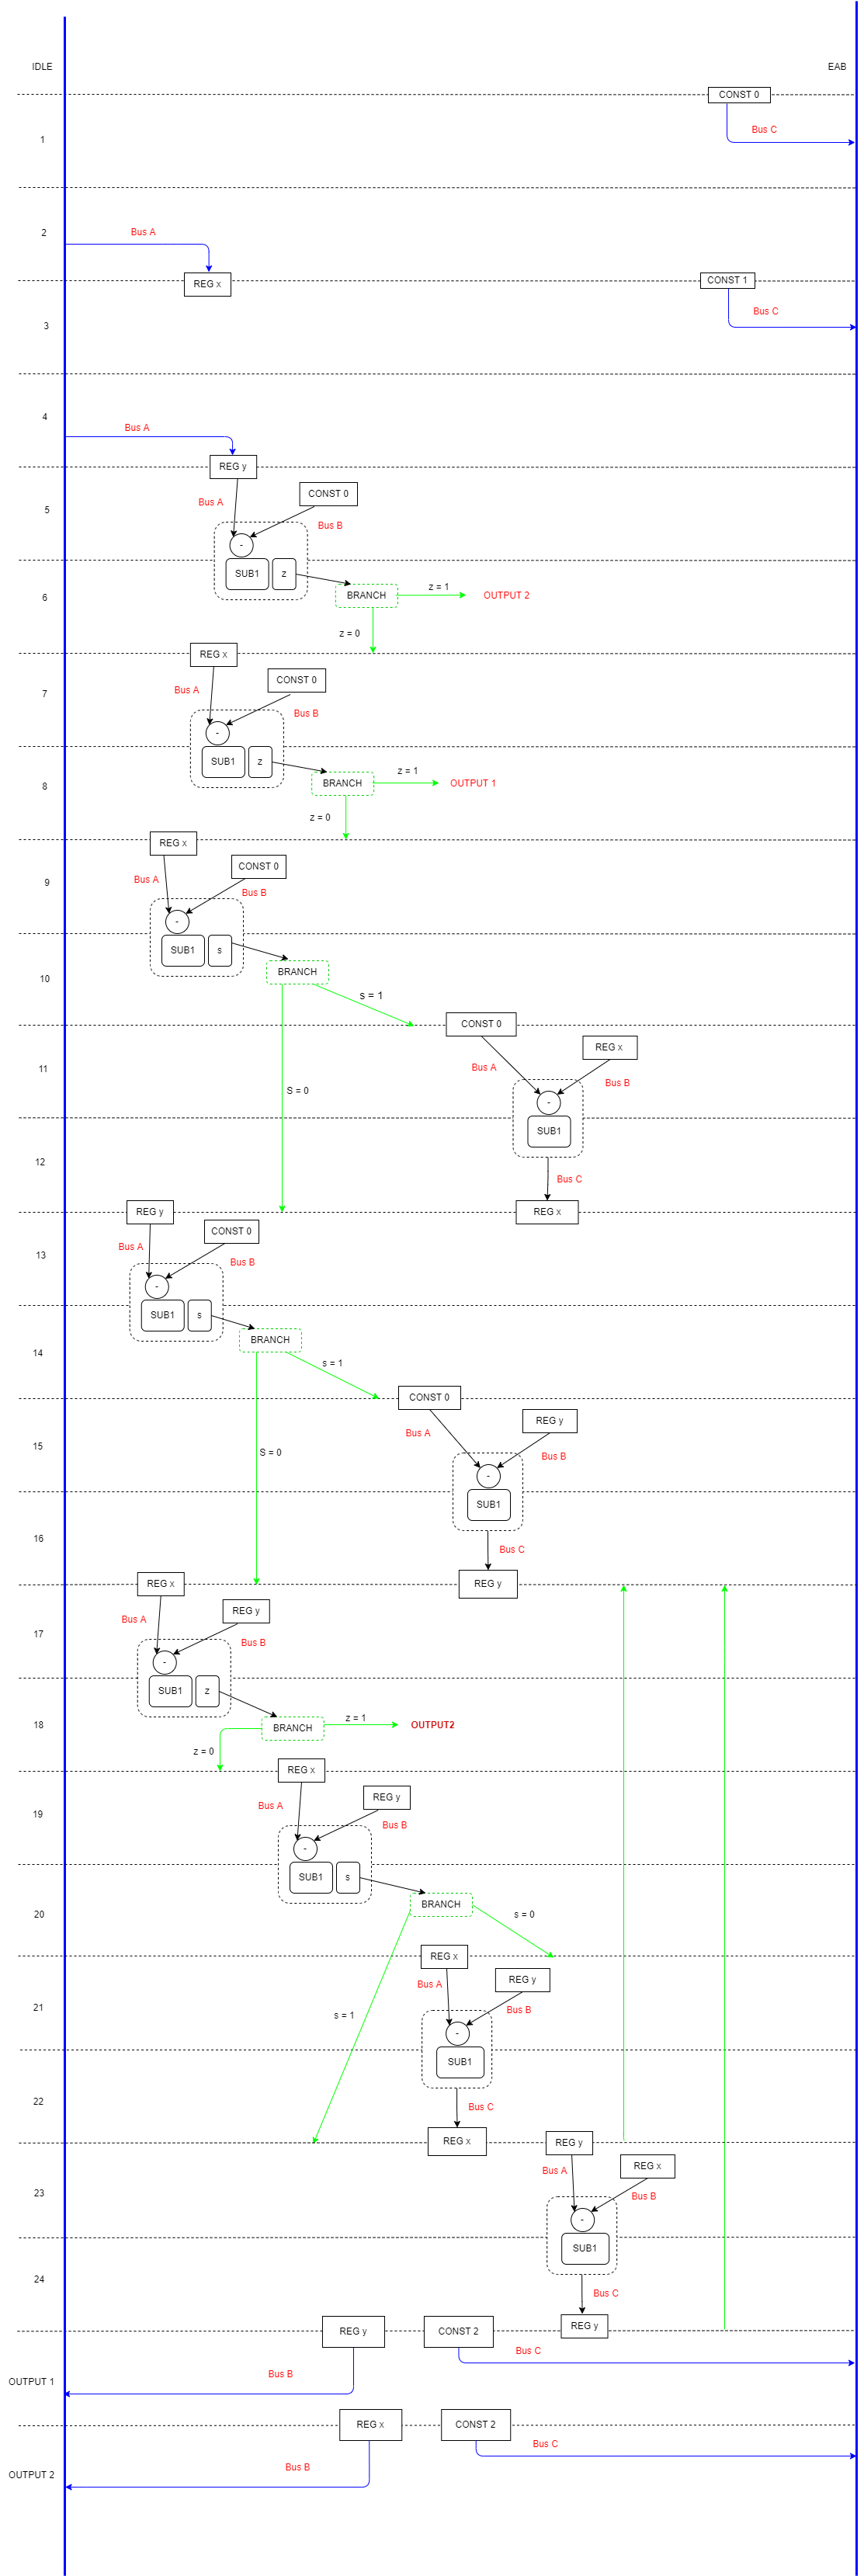 IDLE
EAB
CONST 0
Bus C
1
2
Bus A
REG x
CONST 1
Bus C
3
4
Bus A
REG y
5
Bus A
CONST 0
Bus B
-
SUB1
z
6
BRANCH
z = 1
OUTPUT 2
z = 0
REG x
7
Bus A
CONST 0
Bus B
-
SUB1
z
8
BRANCH
z = 1
OUTPUT 1
z = 0
REG x
9
Bus A
CONST 0
Bus B
-
SUB1
s
10
BRANCH
s = 1
CONST 0
REG x
11
Bus A
Bus B
S = 0
-
SUB1
12
Bus C
REG y
REG x
13
Bus A
CONST 0
Bus B
-
SUB1
s
14
BRANCH
s = 1
CONST 0
REG y
15
Bus A
Bus B
S = 0
-
SUB1
16
Bus C
REG x
REG y
17
Bus A
REG y
Bus B
-
SUB1
z
18
BRANCH
z = 1
OUTPUT2
z = 0
REG x
19
Bus A
REG y
Bus B
-
SUB1
s
20
BRANCH
s = 0
REG x
21
Bus A
REG y
Bus B
s = 1
-
SUB1
22
Bus C
REG x
REG y
23
Bus A
REG x
Bus B
-
SUB1
24
Bus C
REG y
REG y
CONST 2
Bus C
OUTPUT 1
Bus B
REG x
CONST 2
Bus C
OUTPUT 2
Bus B